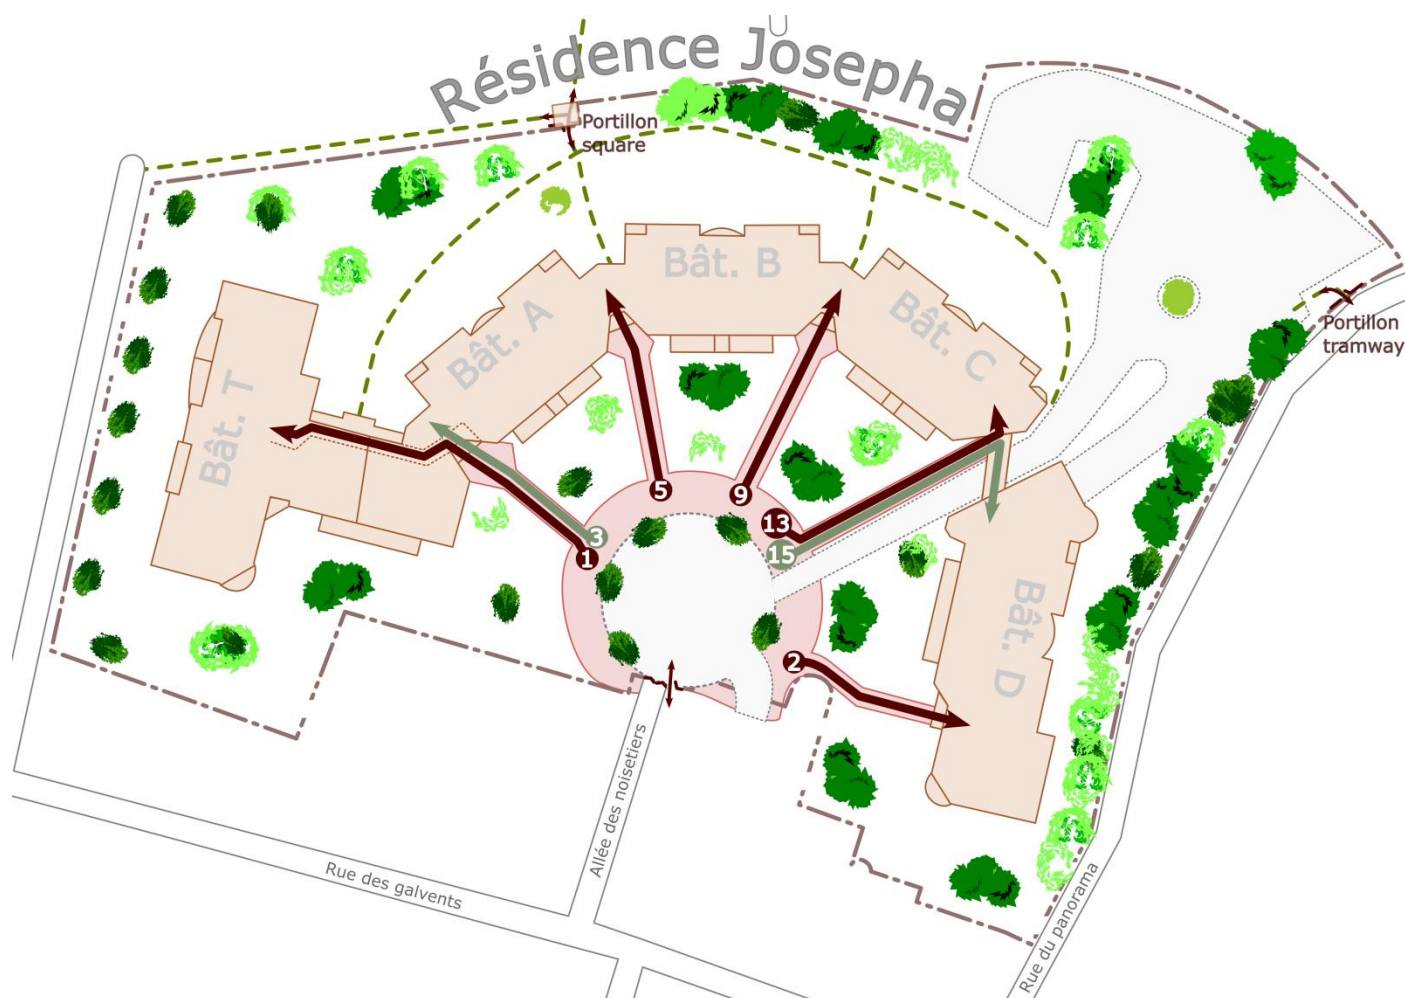 Résidence Josepha
Portillon
square
Bât. B
Bât. A
Bât. C
Portillon
tramway
Bât. T
5
9
13
3
15
1
Bât. D
2
Allée des noisetiers
Rue des galvents
Rue du panorama